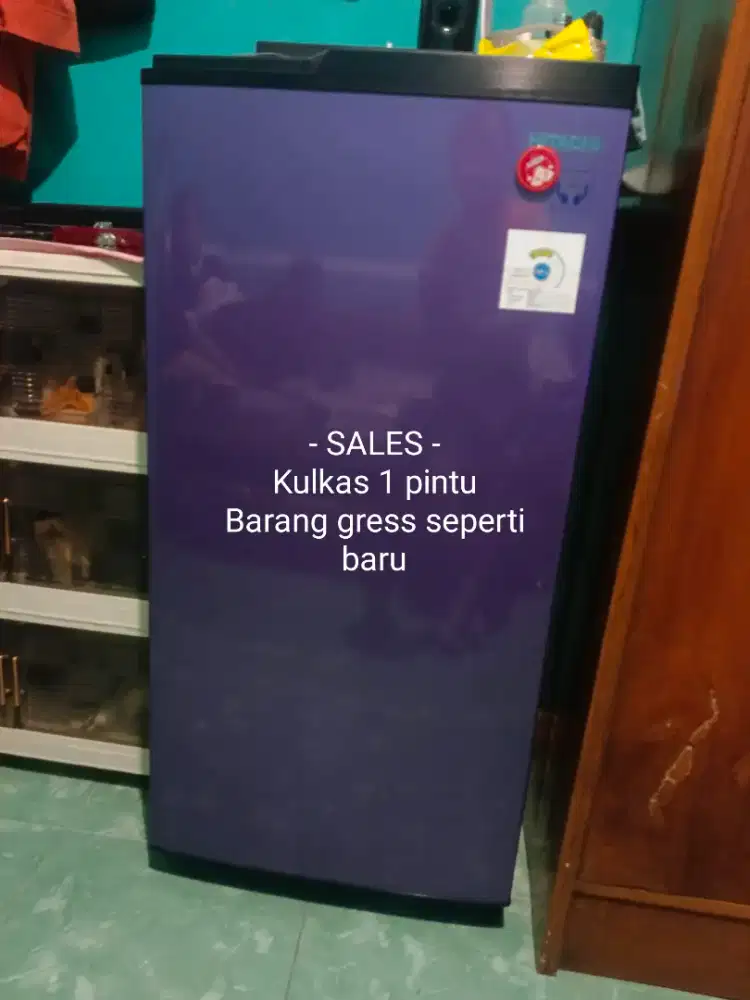 - SALES -
Kulkas 1 pintu
Barang gress seperti
baru